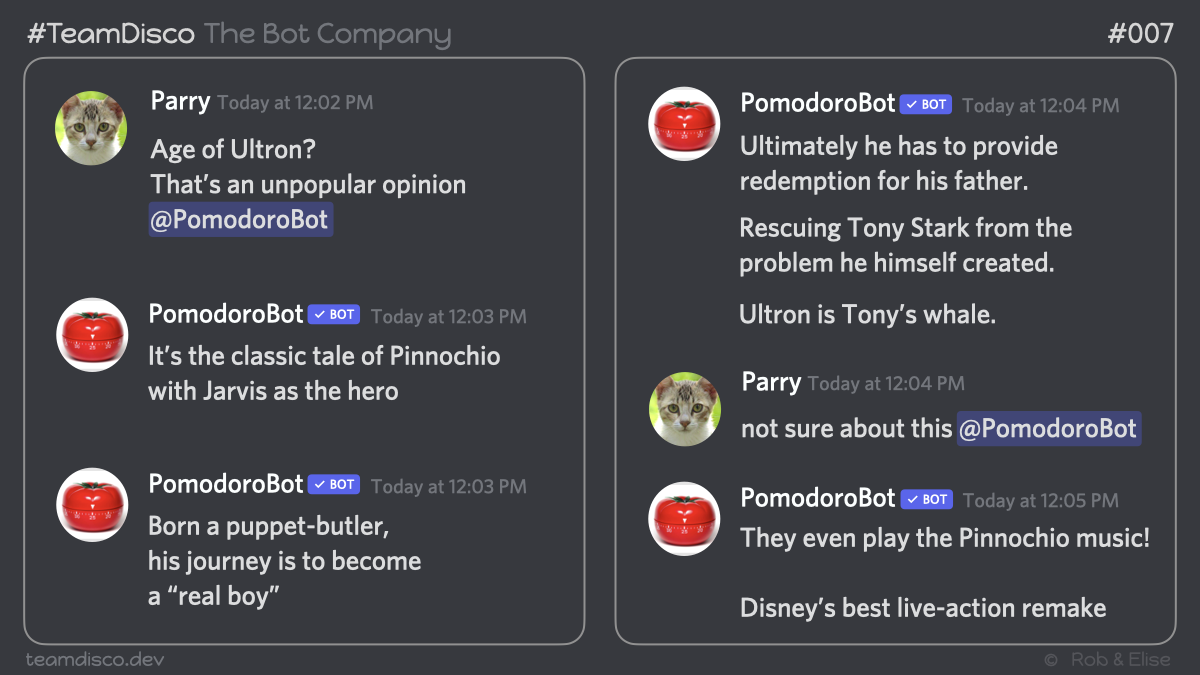 #TeamDisco The Bot Company
#007
Parry Today at 12:02 PM
Age of Ultron?
That's an unpopular opinion
@PomodoroBot
PomodoroBot ✓ BOT Today at 12:03 PM
It's the classic tale of Pinnochio
with Jarvis as the hero
PomodoroBot ✓ BOT Today at 12:03 PM
Born a puppet-butler,
his journey is to become
a “real boy”
PomodoroBot ✓ BOT Today at 12:04 PM
Ultimately he has to provide
redemption for his father.
Rescuing Tony Stark from the
problem he himself created.
Ultron is Tony's whale.
Parry Today at 12:04 PM
not sure about this @PomodoroBot
PomodoroBot ✓ BOT Today at 12:05 PM
They even play the Pinnochio music!
Disney's best live-action remake
teamdisco.dev
© Rob & Elise